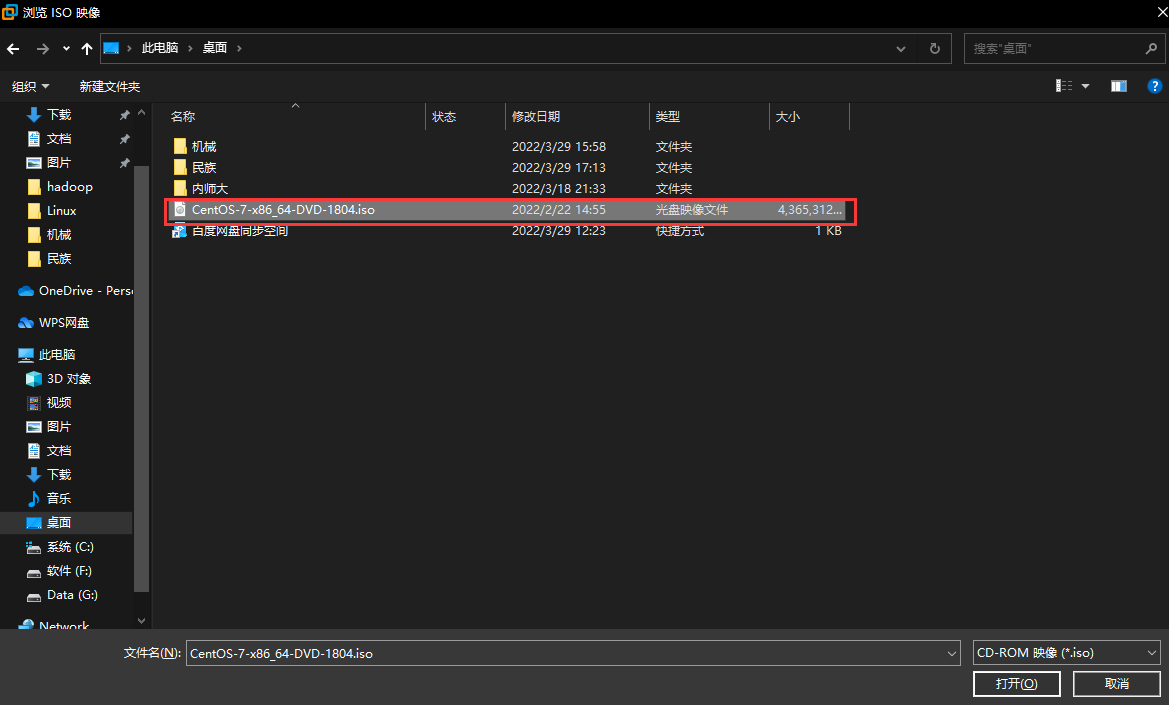 浏览 ISO 映像
此电脑 桌面 搜索"桌面"
组织 新建文件夹
名称 状态 修改日期 类型 大小
下载
文档
图片
hadoop
Linux
机械
民族
OneDrive - Pers
WPS网盘
此电脑
3D 对象
视频
图片
文档
下载
音乐
桌面
系统 (C:)
软件 (F:)
Data (G:)
Network
机械 2022/3/29 15:58 文件夹
民族 2022/3/29 17:13 文件夹
内师大 2022/3/18 21:33 文件夹
CentOS-7-x86_64-DVD-1804.iso 2022/2/22 14:55 光盘映像文件 4,365,312...
百度网盘同步空间 2022/3/29 12:23 快捷方式 1 KB
文件名(N): CentOS-7-x86_64-DVD-1804.iso CD-ROM 映像 (*.iso)
打开(O) 取消